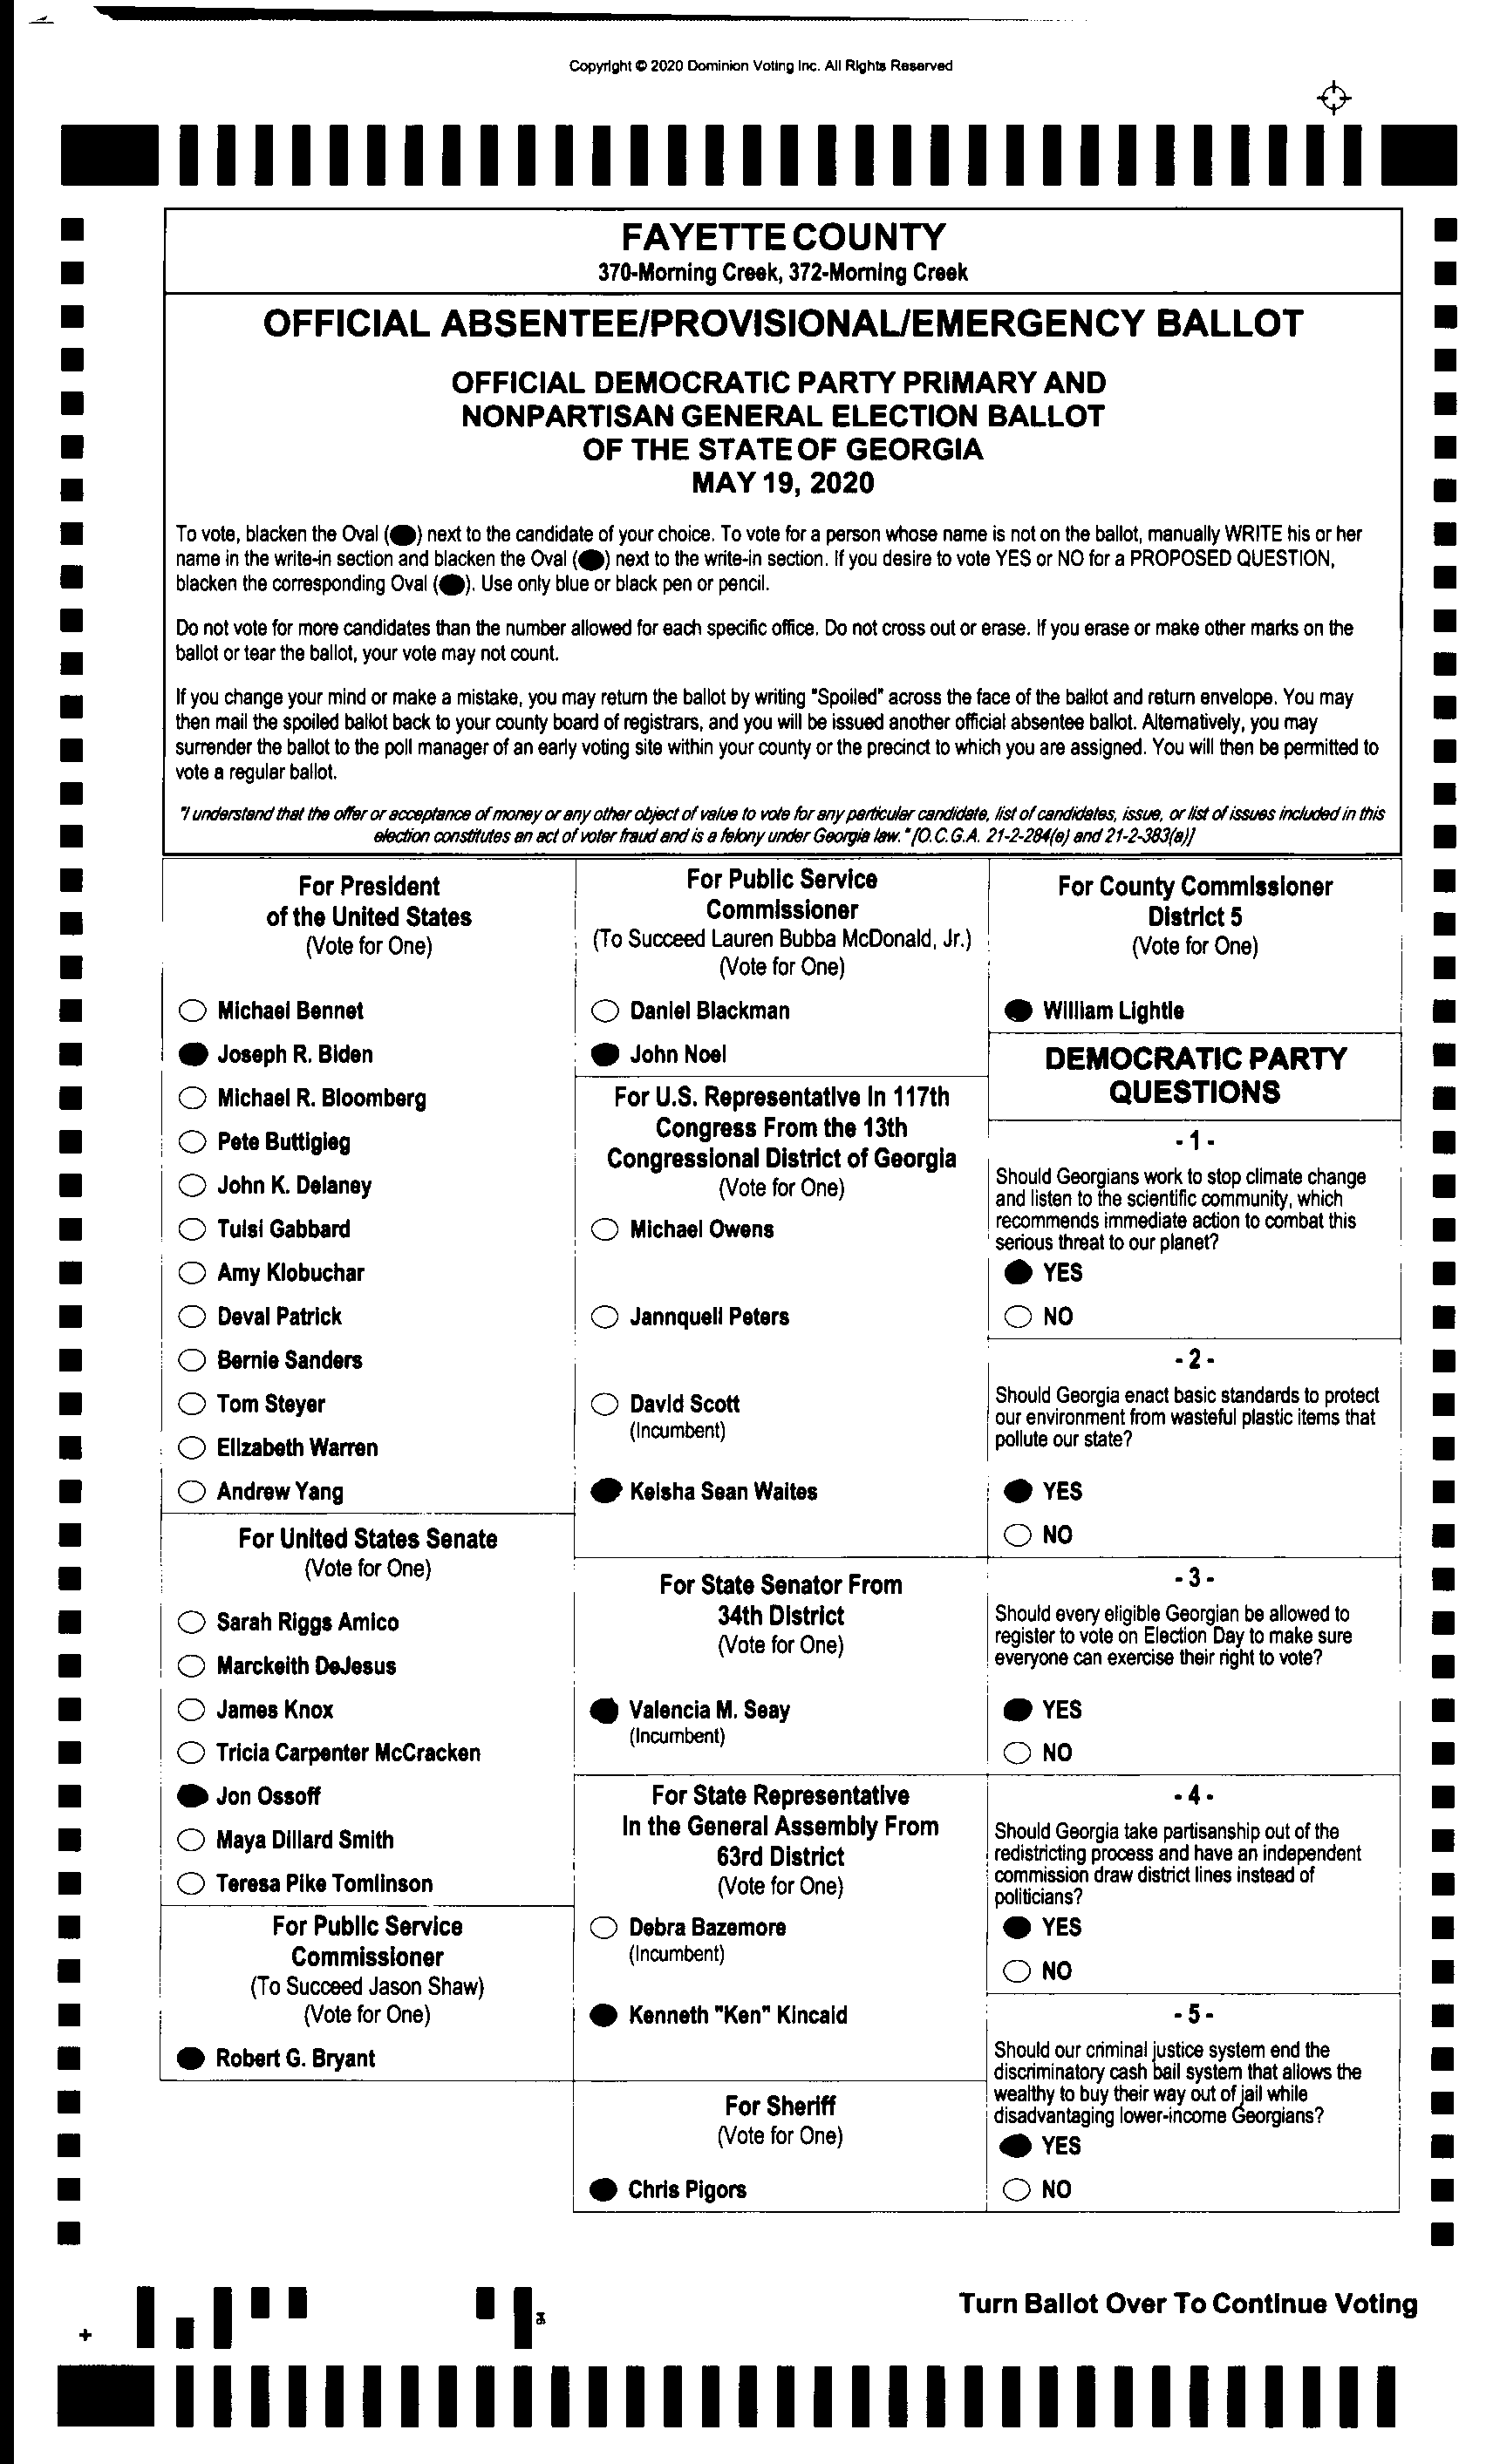 Copyright © 2020 Dominion Voting Inc. All Rights Reserved
FAYETTE COUNTY
370-Morning Creek, 372-Morning Creek
OFFICIAL ABSENTEE/PROVISIONAL/EMERGENCY BALLOT
OFFICIAL DEMOCRATIC PARTY PRIMARY AND
NONPARTISAN GENERAL ELECTION BALLOT
OF THE STATE OF GEORGIA
MAY 19, 2020
To vote, blacken the Oval ( ) next to the candidate of your choice. To vote for a person whose name is not on the ballot, manually WRITE his or her
name in the write-in section and blacken the Oval ( ) next to the write-in section. If you desire to vote YES or NO for a PROPOSED QUESTION,
blacken the corresponding Oval ( ). Use only blue or black pen or pencil.
Do not vote for more candidates than the number allowed for each specific office. Do not cross out or erase. If you erase or make other marks on the
ballot or tear the ballot, your vote may not count.
If you change your mind or make a mistake, you may return the ballot by writing "Spoiled" across the face of the ballot and return envelope. You may
then mail the spoiled ballot back to your county board of registrars, and you will be issued another official absentee ballot. Alternatively, you may
surrender the ballot to the poll manager of an early voting site within your county or the precinct to which you are assigned. You will then be permitted to
vote a regular ballot.
"I understand that the offer or acceptance of money or any other object of value to vote for any particular candidate, list of candidates, issue, or list of issues included in this
election constitutes an act of voter fraud and is a felony under Georgia law." [O.C.G.A. 21-2-284(e) and 21-2-383(a)]
For President
of the United States
(Vote for One)
Michael Bennet
Joseph R. Biden
Michael R. Bloomberg
Pete Buttigieg
John K. Delaney
Tulsi Gabbard
Amy Klobuchar
Deval Patrick
Bernie Sanders
Tom Steyer
Elizabeth Warren
Andrew Yang
For United States Senate
(Vote for One)
Sarah Riggs Amico
Marckeith DeJesus
James Knox
Tricia Carpenter McCracken
Jon Ossoff
Maya Dillard Smith
Teresa Pike Tomlinson
For Public Service
Commissioner
(To Succeed Jason Shaw)
(Vote for One)
Robert G. Bryant
For Public Service
Commissioner
(To Succeed Lauren Bubba McDonald, Jr.)
(Vote for One)
Daniel Blackman
John Noel
For U.S. Representative in 117th
Congress From the 13th
Congressional District of Georgia
(Vote for One)
Michael Owens
Jannquell Peters
David Scott
(Incumbent)
Keisha Sean Waites
For State Senator From
34th District
(Vote for One)
Valencia M. Seay
(Incumbent)
For State Representative
In the General Assembly From
63rd District
(Vote for One)
Debra Bazemore
(Incumbent)
Kenneth "Ken" Kincaid
For Sheriff
(Vote for One)
Chris Pigors
For County Commissioner
District 5
(Vote for One)
William Lightle
DEMOCRATIC PARTY
QUESTIONS
- 1 -
Should Georgians work to stop climate change
and listen to the scientific community, which
recommends immediate action to combat this
serious threat to our planet?
YES
NO
- 2 -
Should Georgia enact basic standards to protect
our environment from wasteful plastic items that
pollute our state?
YES
NO
- 3 -
Should every eligible Georgian be allowed to
register to vote on Election Day to make sure
everyone can exercise their right to vote?
YES
NO
- 4 -
Should Georgia take partisanship out of the
redistricting process and have an independent
commission draw district lines instead of
politicians?
YES
NO
- 5 -
Should our criminal justice system end the
discriminatory cash bail system that allows the
wealthy to buy their way out of jail while
disadvantaging lower-income Georgians?
YES
NO
Turn Ballot Over To Continue Voting
+